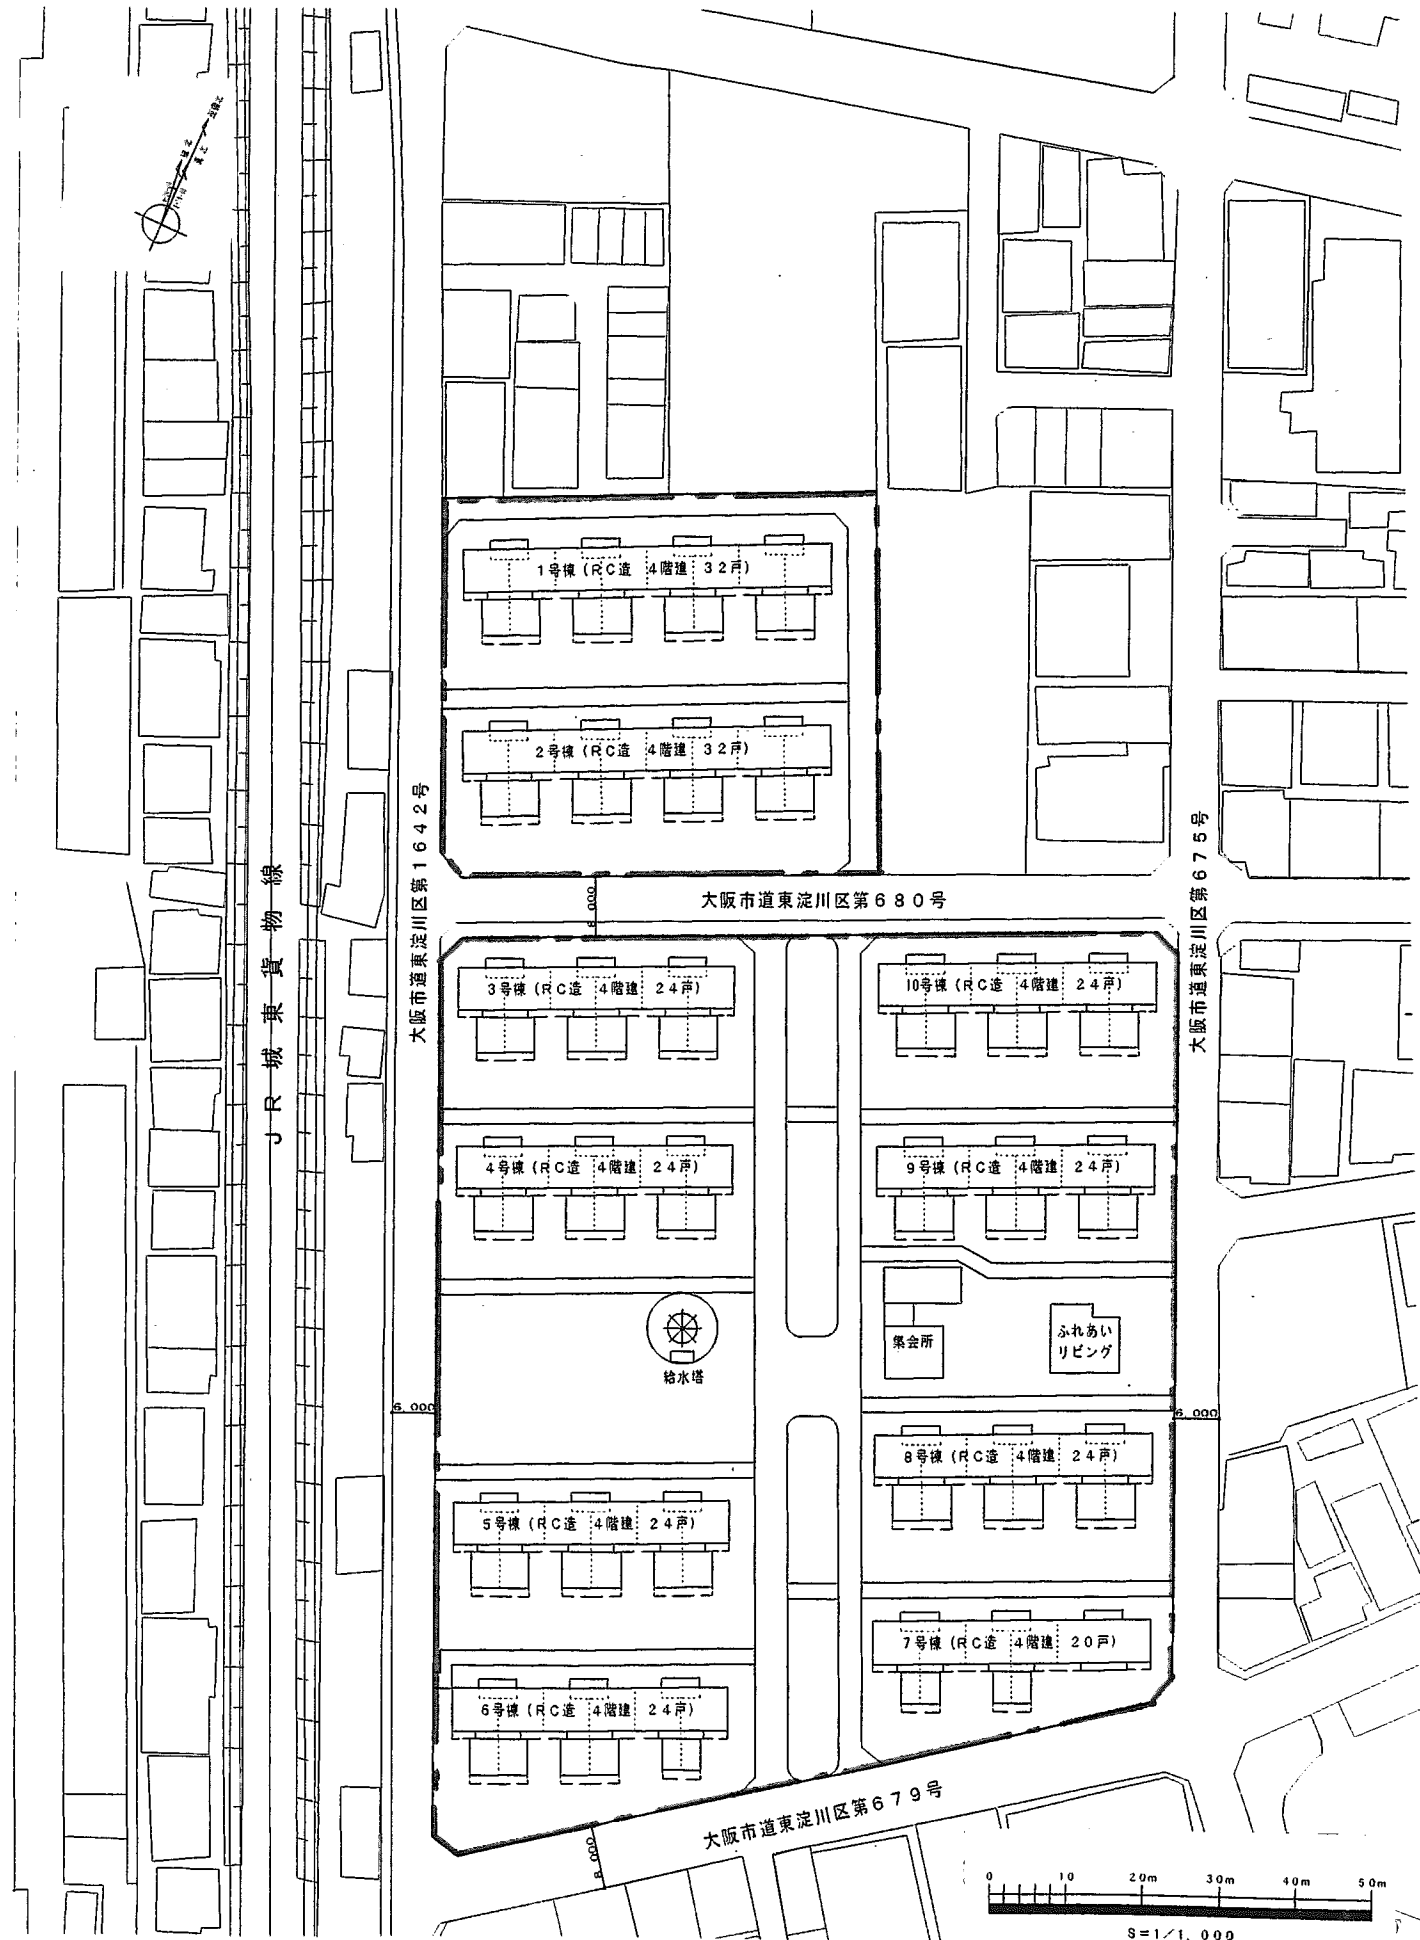 1号棟(RC造 4階建 32戸)
2号棟(RC造 4階建 32戸)
大阪市道東淀川区第1642号
大阪市道東淀川区第675号
JR城東貨物線
8,000
大阪市道東淀川区第680号
3号棟(RC造 4階建 24戸)
10号棟(RC造 4階建 24戸)
4号棟(RC造 4階建 24戸)
9号棟(RC造 4階建 24戸)
給水塔
集会所
ふれあい
リビング
6,000
6,000
8号棟(RC造 4階建 24戸)
5号棟(RC造 4階建 24戸)
7号棟(RC造 4階建 20戸)
6号棟(RC造 4階建 24戸)
大阪市道東淀川区第679号
8,000
0 10 20m 30m 40m 50m
S=1/1,000